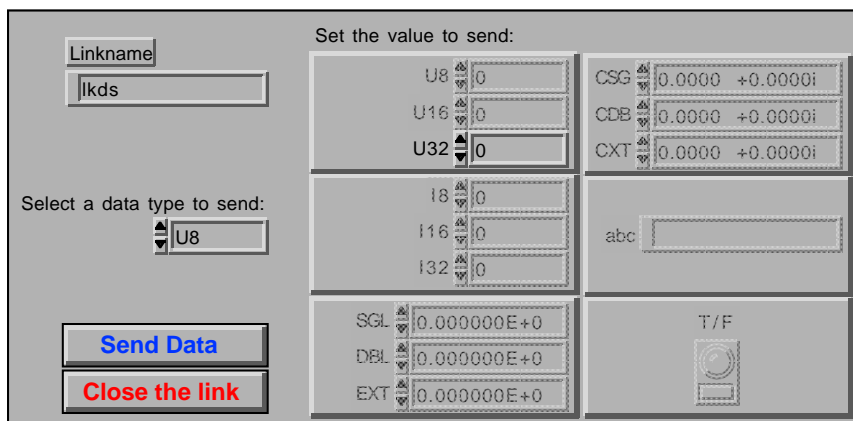 Linkname
lkds
Select a data type to send:
U8
Send Data
Close the link
Set the value to send:
U8 0
U16 0
U32 0
I8 0
I16 0
I32 0
SGL 0.000000E+0
DBL 0.000000E+0
EXT 0.000000E+0
CSG 0.0000 +0.0000i
CDB 0.0000 +0.0000i
CXT 0.0000 +0.0000i
abc
T/F